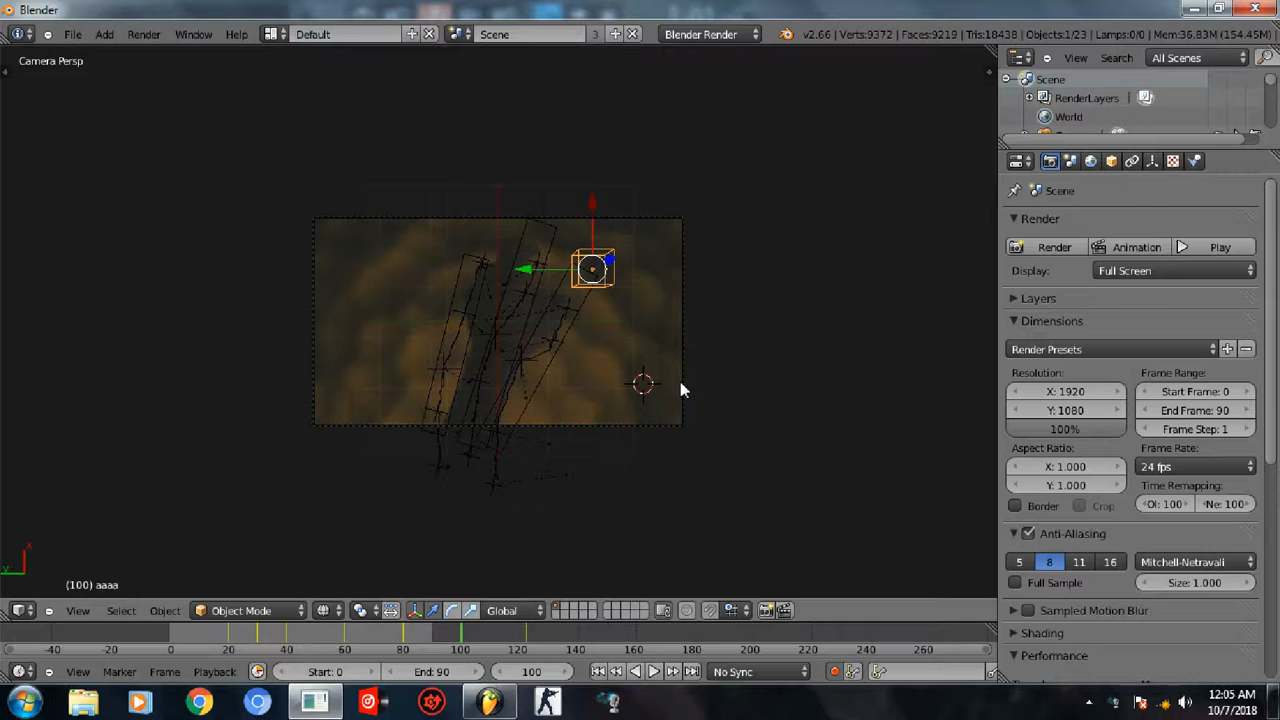 Blender
File Add Render Window Help Default Scene 3 Blender Render v2.66 | Verts:9372 | Faces:9219 | Tris:18438 | Objects:1/23 | Lamps:0/0 | Mem:36.83M (154.45M) |
Camera Persp
View Search All Scenes
Scene
RenderLayers
World
Scene
Render
Render Animation Play
Display: Full Screen
Layers
Dimensions
Render Presets
Resolution: Frame Range:
X: 1920 Start Frame: 0
Y: 1080 End Frame: 90
100% Frame Step: 1
Aspect Ratio: Frame Rate:
X: 1.000 24 fps
Y: 1.000 Time Remapping:
Border Crop Ol: 100 Ne: 100
Anti-Aliasing
5 8 11 16 Mitchell-Netravali
Full Sample Size: 1.000
Sampled Motion Blur
Shading
Performance
x
y
(100) aaaa
View Select Object Object Mode Global
-40 -20 0 20 40 60 80 100 120 140 160 180 200 220 240 260
View Marker Frame Playback Start: 0 End: 90 100 No Sync
12:05 AM
10/7/2018